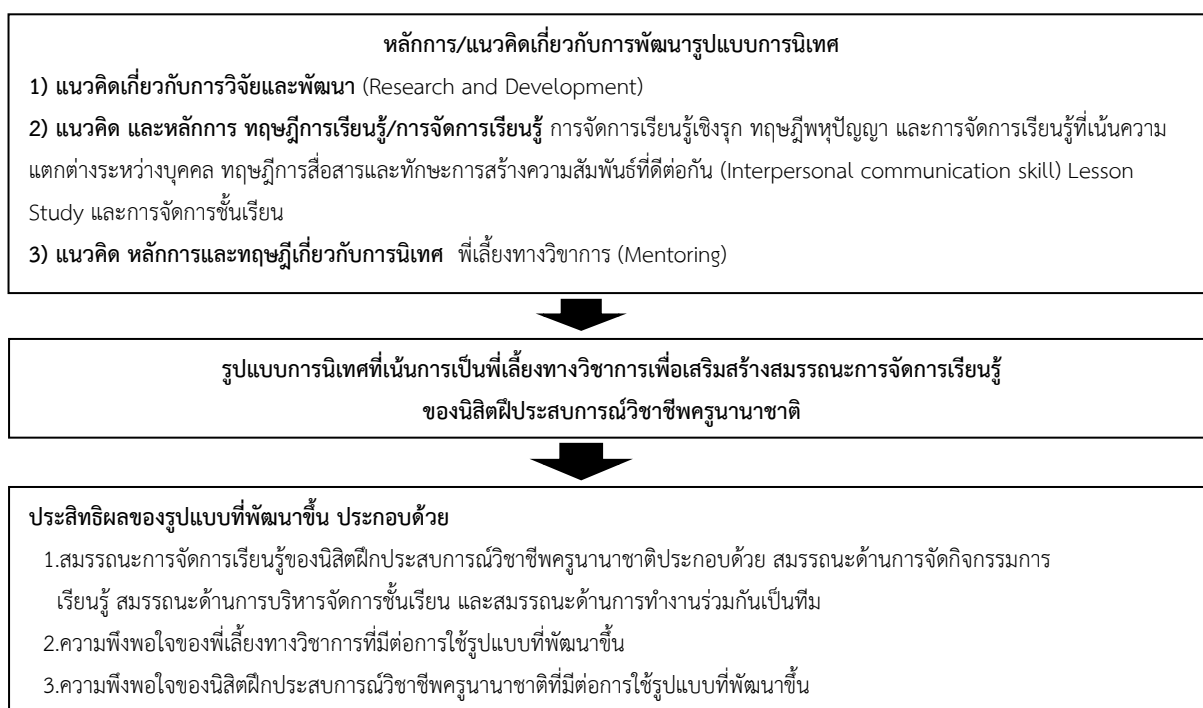 หลักการ/แนวคิดเกี่ยวกับการพัฒนารูปแบบการนิเทศ
1) แนวคิดเกี่ยวกับการวิจัยและพัฒนา (Research and Development)
2) แนวคิด และหลักการ ทฤษฎีการเรียนรู้/การจัดการเรียนรู้ การจัดการเรียนรู้เชิงรุก ทฤษฎีพหุปัญญา และการจัดการเรียนรู้ที่เน้นความ
แตกต่างระหว่างบุคคล ทฤษฎีการสื่อสารและทักษะการสร้างความสัมพันธ์ที่ดีต่อกัน (Interpersonal communication skill) Lesson
Study และการจัดการชั้นเรียน
3) แนวคิด หลักการและทฤษฎีเกี่ยวกับการนิเทศ พี่เลี้ยงทางวิขาการ (Mentoring)
รูปแบบการนิเทศที่เน้นการเป็นพี่เลี้ยงทางวิชาการเพื่อเสริมสร้างสมรรถนะการจัดการเรียนรู้
ของนิสิตฝึประสบการณ์วิชาชีพครูนานาชาติ
ประสิทธิผลของรูปแบบที่พัฒนาขึ้น ประกอบด้วย
1.สมรรถนะการจัดการเรียนรู้ของนิสิตฝึกประสบการณ์วิชาชีพครูนานาชาติประกอบด้วย สมรรถนะด้านการจัดกิจกรรมการ
เรียนรู้ สมรรถนะด้านการบริหารจัดการชั้นเรียน และสมรรถนะด้านการทำงานร่วมกันเป็นทีม
2.ความพึงพอใจของพี่เลี้ยงทางวิชาการที่มีต่อการใช้รูปแบบที่พัฒนาขึ้น
3.ความพึงพอใจของนิสิตฝึกประสบการณ์วิชาชีพครูนานาชาติที่มีต่อการใช้รูปแบบที่พัฒนาขึ้น